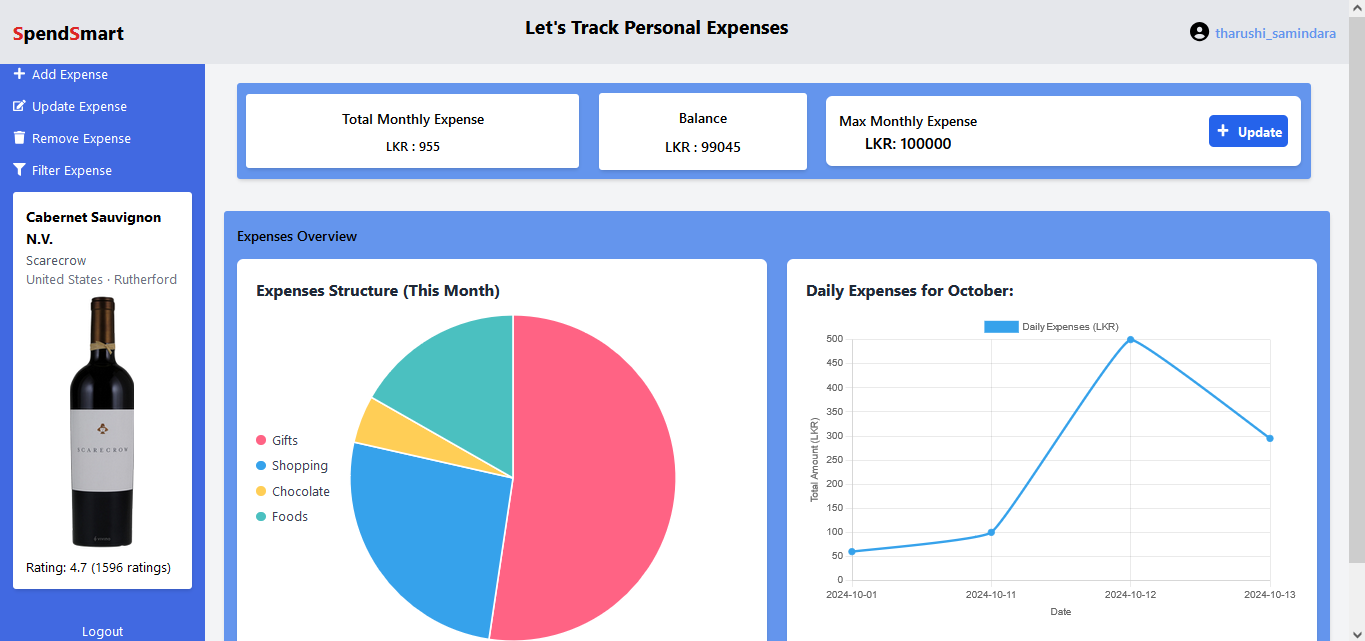 SpendSmart
Let's Track Personal Expenses
tharushi_samindara
Add Expense
Update Expense
Remove Expense
Filter Expense
Cabernet Sauvignon
N.V.
Scarecrow
United States · Rutherford
SCARECROW
Rating: 4.7 (1596 ratings)
Logout
Total Monthly Expense
LKR : 955
Balance
LKR : 99045
Max Monthly Expense
LKR: 100000
+ Update
Expenses Overview
Expenses Structure (This Month)
Gifts
Shopping
Chocolate
Foods
Daily Expenses for October:
Daily Expenses (LKR)
Total Amount (LKR)
500
450
400
350
300
250
200
150
100
50
0
2024-10-01 2024-10-11 2024-10-12 2024-10-13
Date